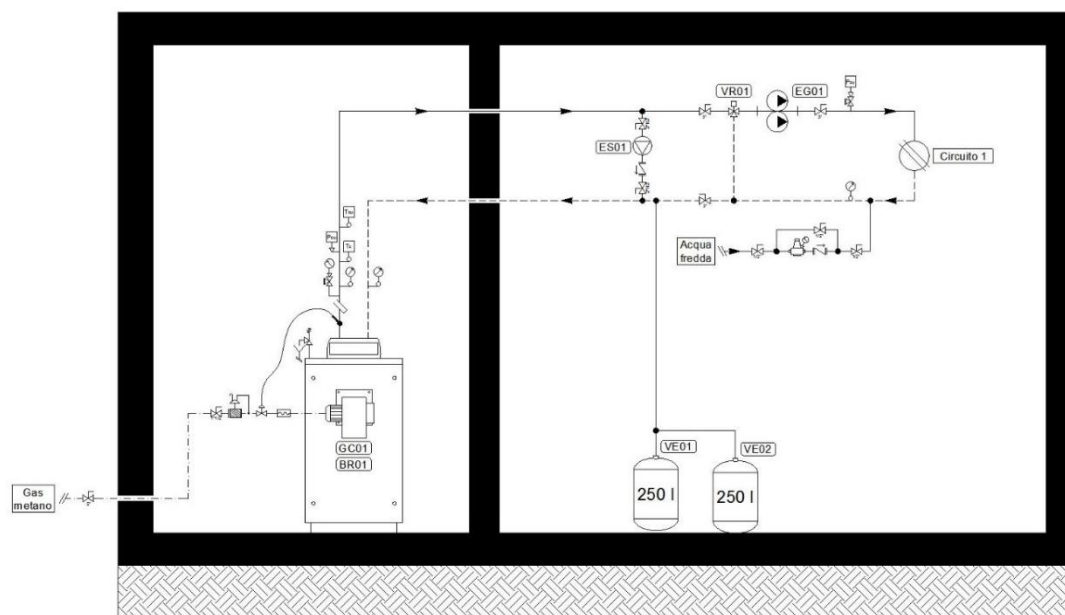 VR01
EG01
ES01
Circuito 1
Acqua
fredda
GC01
BR01
VE01
VE02
250 l
250 l
Gas
metano